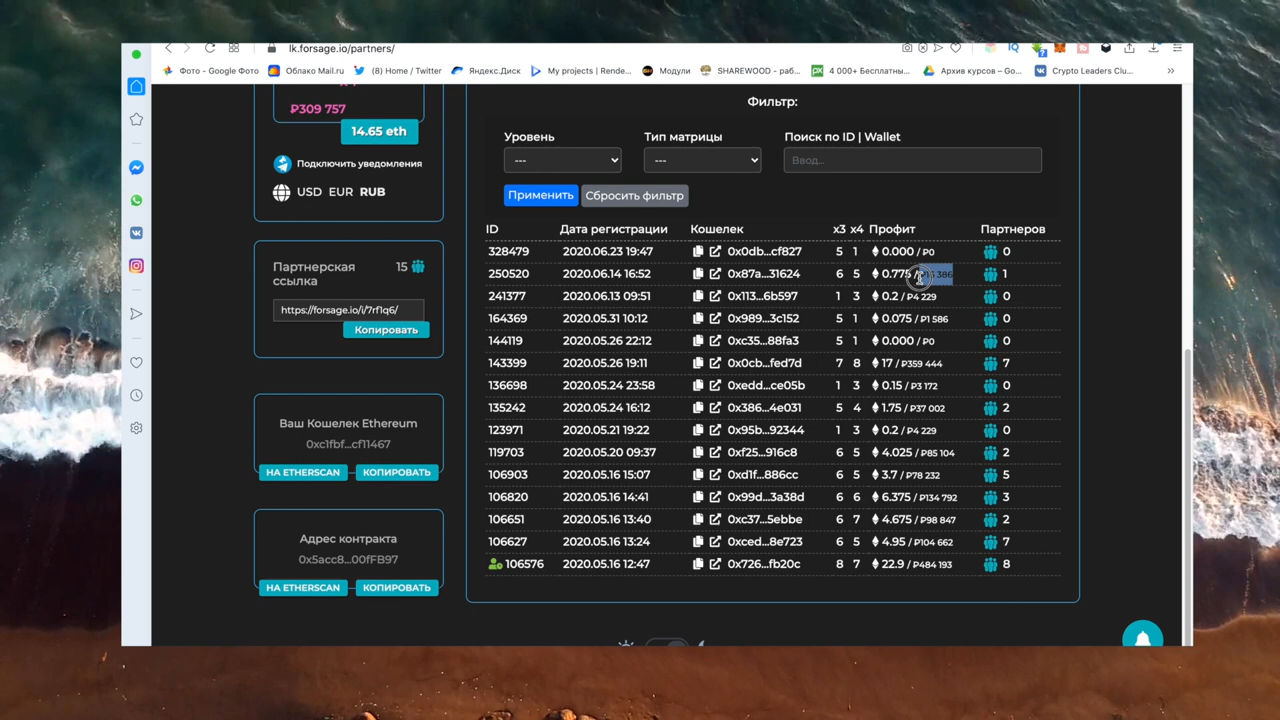 lk.forsage.io/partners/
Фото - Google Фото
Облако Mail.ru
(8) Home / Twitter
Яндекс.Диск
My projects | Rende...
Модули
SHAREWOOD - раб...
4 000+ Бесплатны...
Архив курсов – Go...
Crypto Leaders Clu...
»
₽309 757
14.65 eth
Подключить уведомления
USD EUR RUB
Партнерская ссылка
15
https://forsage.io/i/7rf1q6/
Копировать
Ваш Кошелек Ethereum
0xc1fbf...cf11467
НА ETHERSCAN КОПИРОВАТЬ
Адрес контракта
0x5acc8...00fFB97
НА ETHERSCAN КОПИРОВАТЬ
Фильтр:
Уровень Тип матрицы Поиск по ID | Wallet
--- --- Ввод...
Применить Сбросить фильтр
ID Дата регистрации Кошелек x3 x4 Профит Партнеров
328479 2020.06.23 19:47 0x0db...cf827 5 1 0.000 / ₽0 0
250520 2020.06.14 16:52 0x87a...31624 6 5 1
241377 2020.06.13 09:51 0x113...6b597 1 3 0.2 / ₽4 229 0
164369 2020.05.31 10:12 0x989...3c152 5 1 0.075 / ₽1 586 0
144119 2020.05.26 22:12 0xc35...88fa3 5 1 0.000 / ₽0 0
143399 2020.05.26 19:11 0x0cb...fed7d 7 8 17 / ₽359 444 7
136698 2020.05.24 23:58 0xedd...ce05b 1 3 0.15 / ₽3 172 0
135242 2020.05.24 16:12 0x386...4e031 5 4 1.75 / ₽37 002 2
123971 2020.05.21 19:22 0x95b...92344 1 3 0.2 / ₽4 229 0
119703 2020.05.20 09:37 0xf25...916c8 6 5 4.025 / ₽85 104 2
106903 2020.05.16 15:07 0xd1f...886cc 6 5 3.7 / ₽78 232 5
106820 2020.05.16 14:41 0x99d...3a38d 6 6 6.375 / ₽134 792 3
106651 2020.05.16 13:40 0xc37...5ebbe 6 7 4.675 / ₽98 847 2
106627 2020.05.16 13:24 0xced...8e723 6 5 4.95 / ₽104 662 7
106576 2020.05.16 12:47 0x726...fb20c 8 7 22.9 / ₽484 193 8